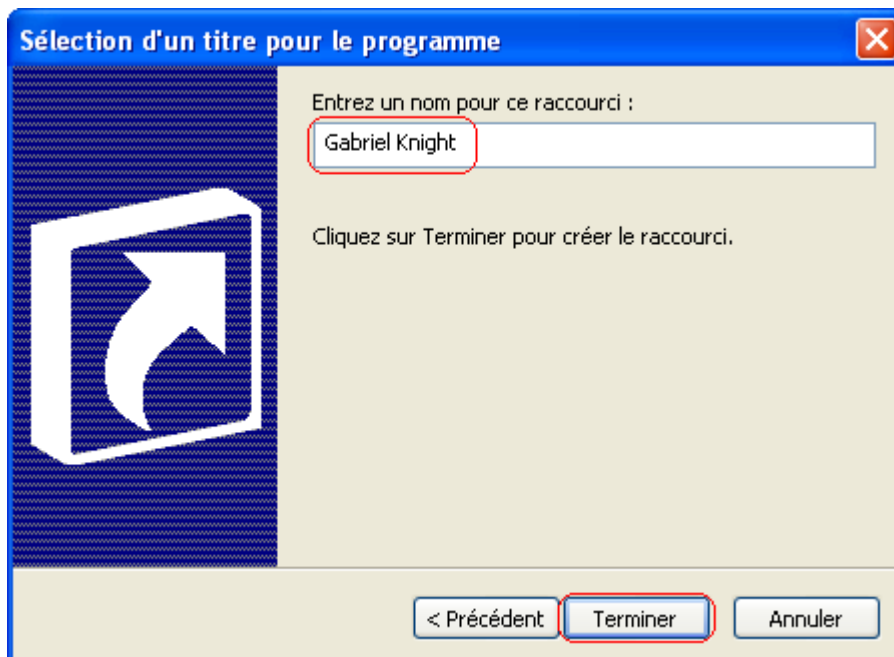 Sélection d'un titre pour le programme
Entrez un nom pour ce raccourci :
Gabriel Knight
Cliquez sur Terminer pour créer le raccourci.
< Précédent
Terminer
Annuler